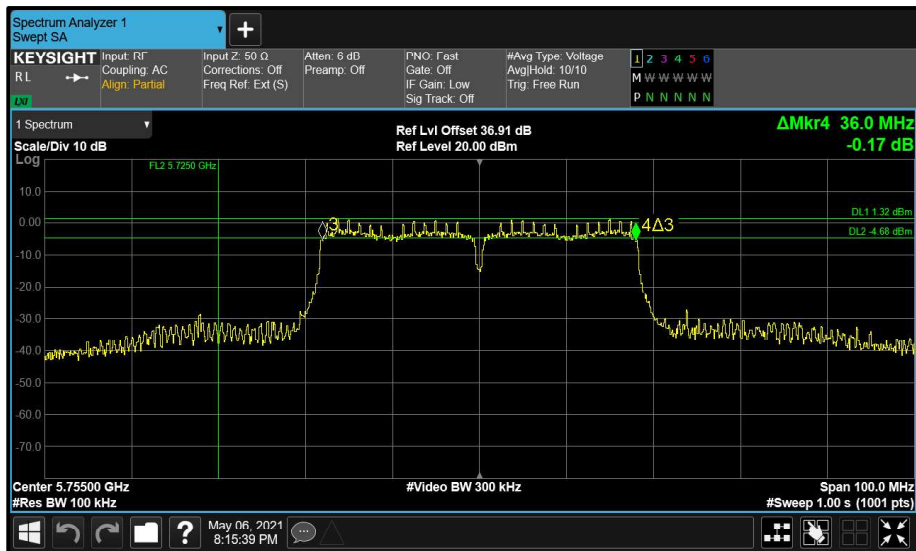 Spectrum Analyzer 1
Swept SA
+
KEYSIGHT
RL
LXI
Input: RF
Coupling: AC
Align: Partial
Input Z: 50 Ω
Corrections: Off
Freq Ref: Ext (S)
Atten: 6 dB
Preamp: Off
PNO: Fast
Gate: Off
IF Gain: Low
Sig Track: Off
#Avg Type: Voltage
Avg|Hold: 10/10
Trig: Free Run
1 2 3 4 5 6
M W W W W W
P N N N N N
1 Spectrum
Scale/Div 10 dB
Ref Lvl Offset 36.91 dB
Ref Level 20.00 dBm
ΔMkr4 36.0 MHz
-0.17 dB
Log
FL2 5.7250 GHz
10.0
0.00
-10.0
-20.0
-30.0
-40.0
-50.0
-60.0
-70.0
3
4Δ3
DL1 1.32 dBm
DL2 -4.68 dBm
Center 5.75500 GHz
#Video BW 300 kHz
Span 100.0 MHz
#Res BW 100 kHz
#Sweep 1.00 s (1001 pts)
?
May 06, 2021
8:15:39 PM